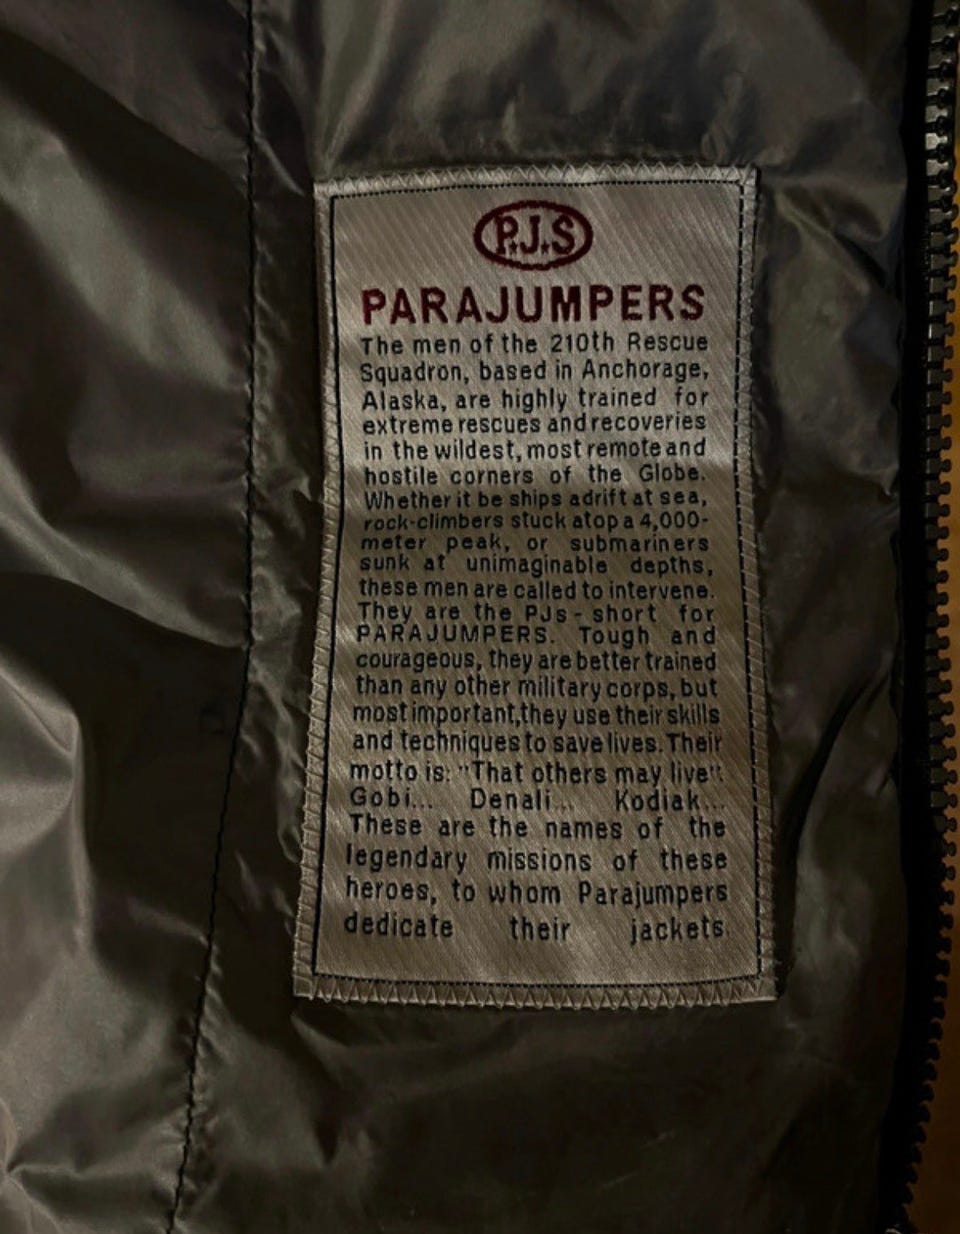 P.J.S
PARAJUMPERS
The men of the 210th Rescue
Squadron, based in Anchorage,
Alaska, are highly trained for
extreme rescues and recoveries
in the wildest, most remote and
hostile corners of the Globe.
Whether it be ships adrift at sea,
rock-climbers stuck atop a 4,000-
meter peak, or submariners
sunk at unimaginable depths,
these men are called to intervene.
They are the PJs - short for
PARAJUMPERS. Tough and
courageous, they are better trained
than any other military corps, but
most important, they use their skills
and techniques to save lives. Their
motto is: "That others may live".
Gobi... Denali... Kodiak...
These are the names of the
legendary missions of these
heroes, to whom Parajumpers
dedicate their jackets.